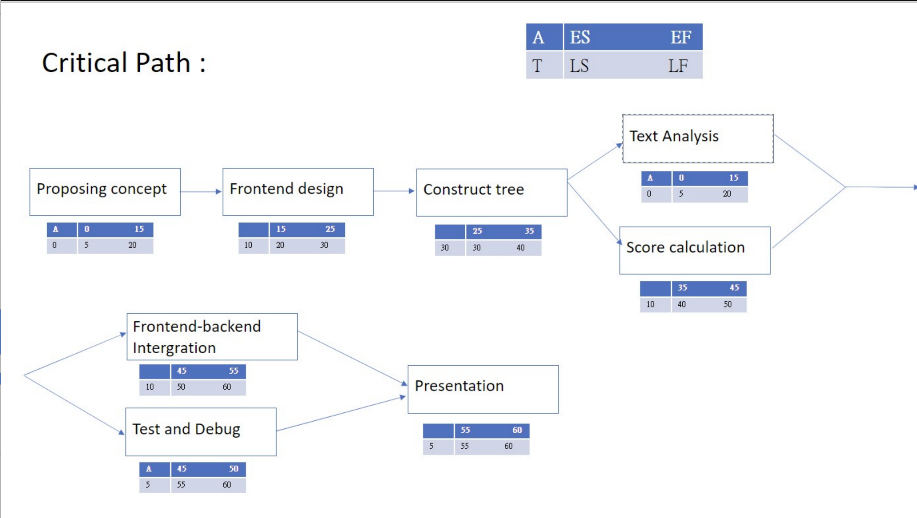 Critical Path :
A ES EF
T LS LF
Proposing concept
A 0 15
0 5 20
Frontend design
15 25
10 20 30
Construct tree
25 35
30 30 40
Text Analysis
A 0 15
0 5 20
Score calculation
35 45
10 40 50
Frontend-backend
Intergration
45 55
10 50 60
Test and Debug
A 45 50
5 55 60
Presentation
55 60
5 55 60